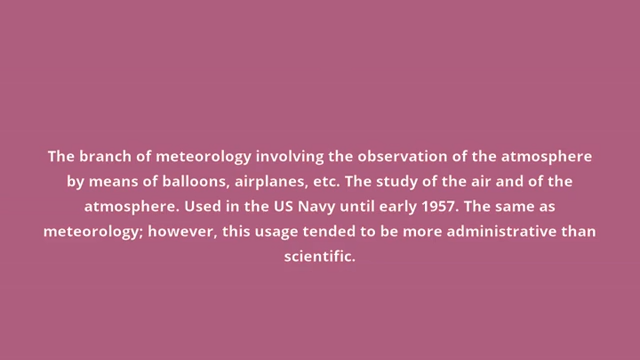 The branch of meteorology involving the observation of the atmosphere
by means of balloons, airplanes, etc. The study of the air and of the
atmosphere. Used in the US Navy until early 1957. The same as
meteorology; however, this usage tended to be more administrative than
scientific.